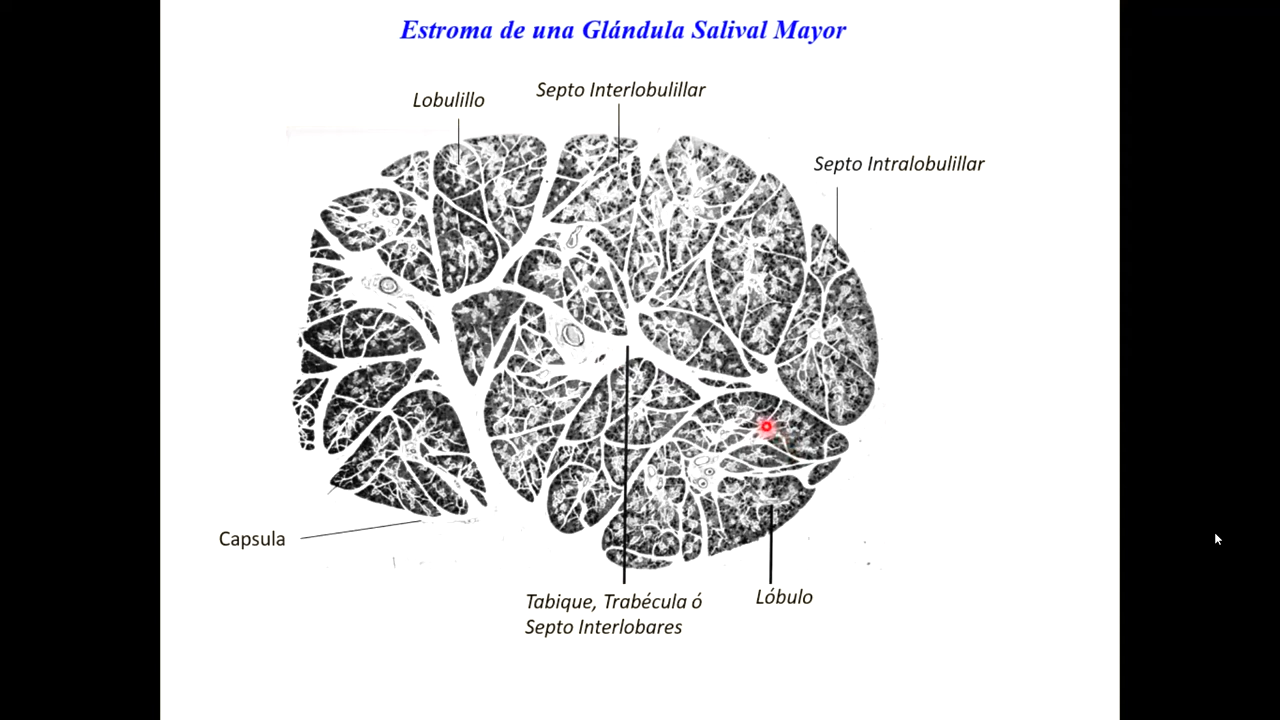 Estroma de una Glándula Salival Mayor
Lobulillo
Septo Interlobulillar
Septo Intralobulillar
Capsula
Tabique, Trabécula ó
Septo Interlobares
Lóbulo